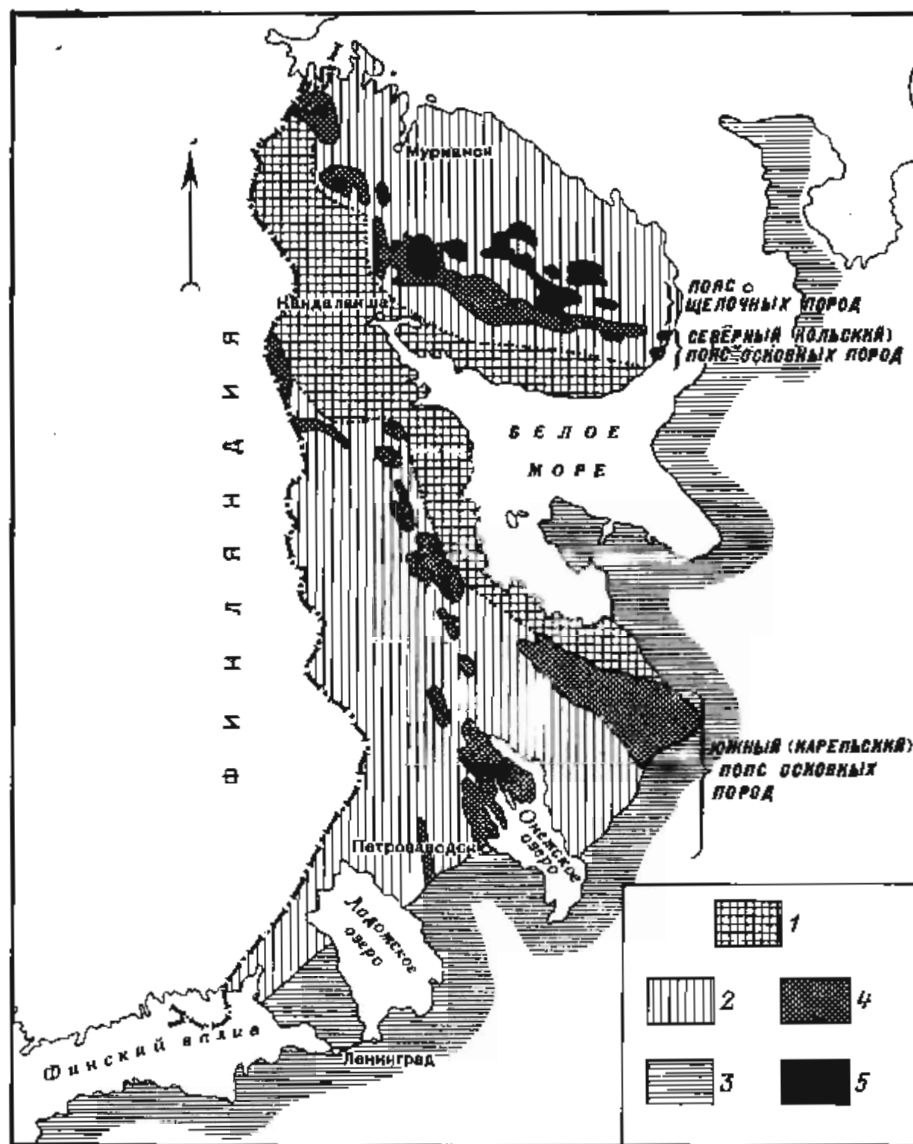 Мурманск
ПОЯС
ЩЕЛОЧНЫХ ПОРОД
Кандалакша
СЕВЕРНЫЙ (КОЛЬСКИЙ)
ПОЯС ОСНОВНЫХ ПОРОД
БЕЛОЕ
МОРЕ
ФИНЛЯНДИЯ
ЮЖНЫЙ (КАРЕЛЬСКИЙ)
ПОЯС ОСНОВНЫХ
ПОРОД
Петрозаводск
Онежское
озеро
Ладожское
озеро
Финский залив
Ленинград
1
2
4
3
5